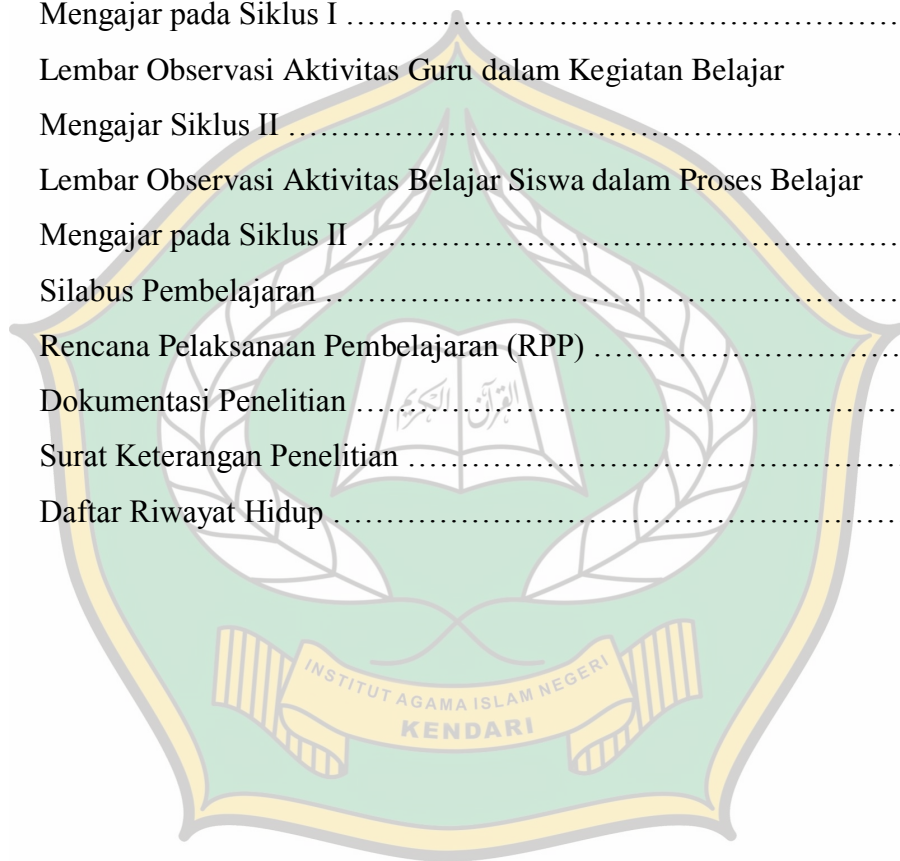 Mengajar pada Siklus I ……………………………………………………
Lembar Observasi Aktivitas Guru dalam Kegiatan Belajar
Mengajar Siklus II …………………………………………………………
Lembar Observasi Aktivitas Belajar Siswa dalam Proses Belajar
Mengajar pada Siklus II ……………………………………………………
Silabus Pembelajaran ………………………………………………………
Rencana Pelaksanaan Pembelajaran (RPP) ………………………………
Dokumentasi Penelitian ……………………………………………………
القرآن الكريم
Surat Keterangan Penelitian ………………………………………………
Daftar Riwayat Hidup ………………………………………………………
INSTITUT AGAMA ISLAM NEGERI
KENDARI